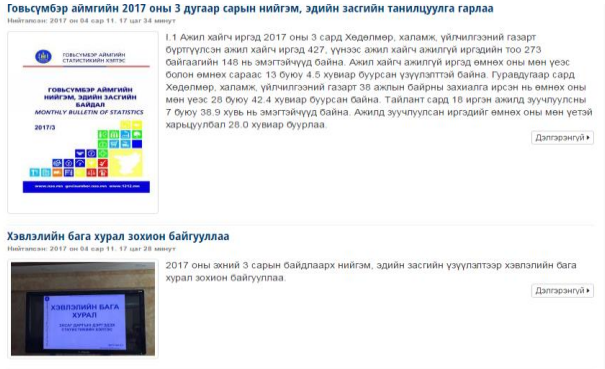 Говьсүмбэр аймгийн 2017 оны 3 дугаар сарын нийгэм, эдийн засгийн танилцуулга гарлаа
Нийтэлсэн: 2017 он 04 сар 11. 17 цаг 34 минут
ГОВЬСҮМБЭР АЙМГИЙН
СТАТИСТИКИЙН ХЭЛТЭС
ГОВЬСҮМБЭР АЙМГИЙН
НИЙГЭМ, ЭДИЙН ЗАСГИЙН
БАЙДАЛ
MONTHLY BULLETIN OF STATISTICS
2017/3
I.1 Ажил хайгч иргэд 2017 оны 3 сард Хөдөлмөр, халамж, үйлчилгээний газарт
бүртгүүлсэн ажил хайгч иргэд 427, үүнээс ажил хайгч ажилгүй иргэдийн тоо 273
байгаагийн 148 нь эмэгтэйчүүд байна. Ажил хайгч ажилгүй иргэд өмнөх оны мөн үеэс
болон өмнөх сараас 13 буюу 4.5 хувиар буурсан үзүүлэлттэй байна. Гуравдугаар сард
Хөдөлмөр, халамж, үйлчилгээний газарт 38 ажлын байрны захиалга ирсэн нь өмнөх оны
мөн үеэс 28 буюу 42.4 хувиар буурсан байна. Тайлант сард 18 иргэн ажилд зуучлуулсны
7 буюу 38.9 хувь нь эмэгтэйчүүд байна. Ажилд зуучлуулсан иргэдийг өмнөх оны мөн үетэй
харьцуулбал 28.0 хувиар буурлаа.
Дэлгэрэнгүй
Хэвлэлийн бага хурал зохион байгууллаа
Нийтэлсэн: 2017 он 04 сар 11. 17 цаг 28 минут
ХЭВЛЭЛИЙН БАГА
ХУРАЛ
2017 оны эхний 3 сарын байдлаарх нийгэм, эдийн засгийн үзүүлэлтээр хэвлэлийн бага
хурал зохион байгууллаа.
Дэлгэрэнгүй